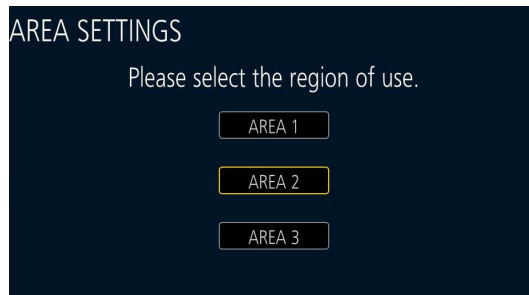 AREA SETTINGS
Please select the region of use.
AREA 1
AREA 2
AREA 3